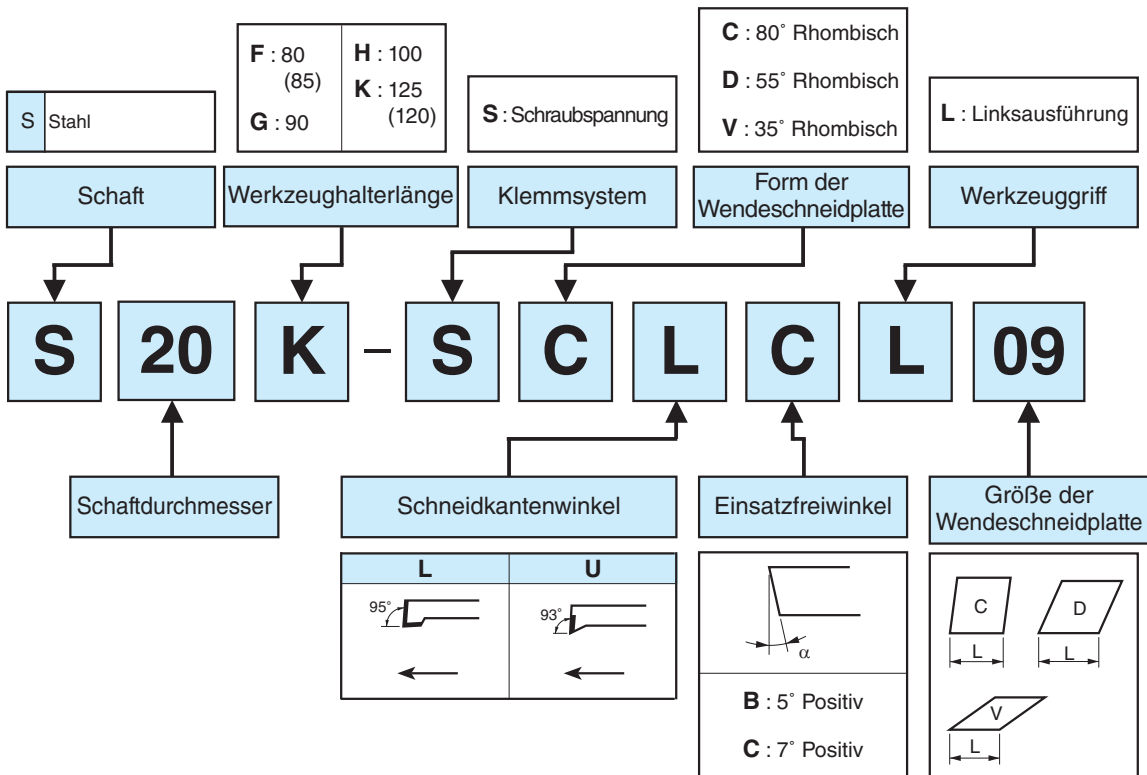 F : 80
(85)
G : 90
H : 100
K : 125
(120)
C : 80° Rhombisch
D : 55° Rhombisch
V : 35° Rhombisch
S Stahl
S : Schraubspannung
L : Linksausführung
Schaft
Werkzeughalterlänge
Klemmsystem
Form der
Wendeschneidplatte
Werkzeuggriff
S 20 K – S C L C L 09
Schaftdurchmesser
Schneidkantenwinkel
Einsatzfreiwinkel
Größe der
Wendeschneidplatte
L
U
95°
93°
α
B : 5° Positiv
C : 7° Positiv
C
D
L
L
V
L